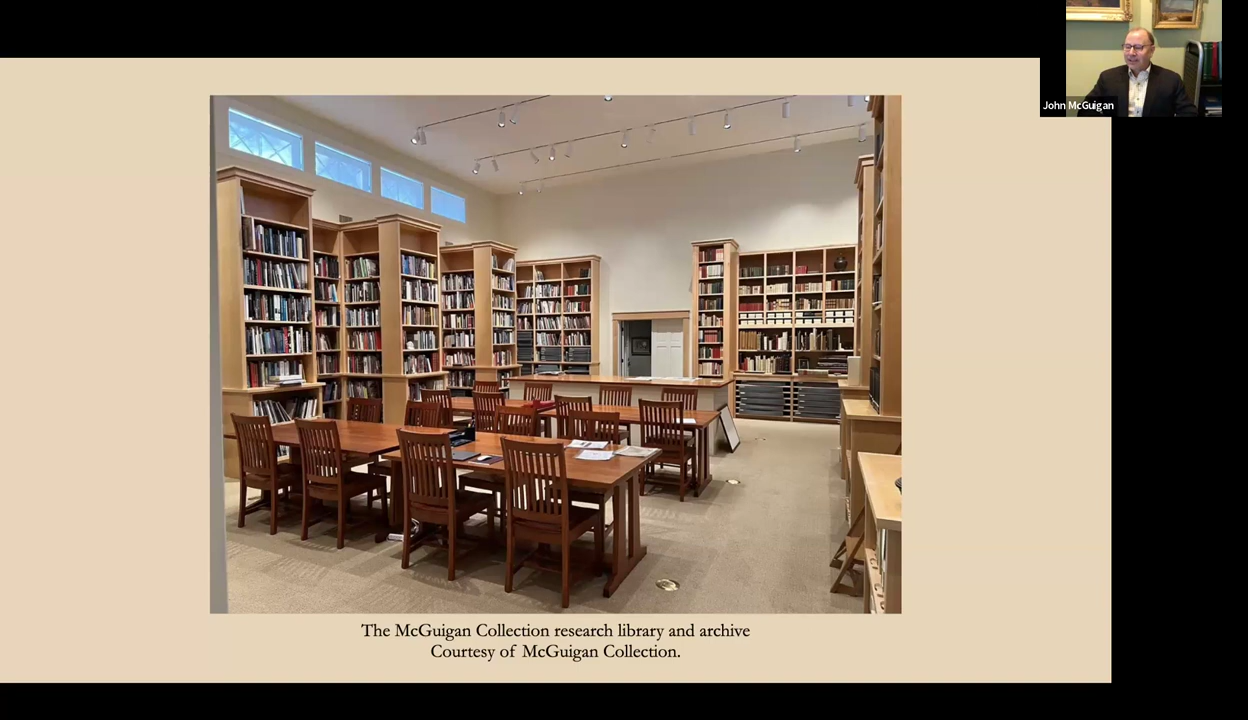 John McGuigan
The McGuigan Collection research library and archive
Courtesy of McGuigan Collection.